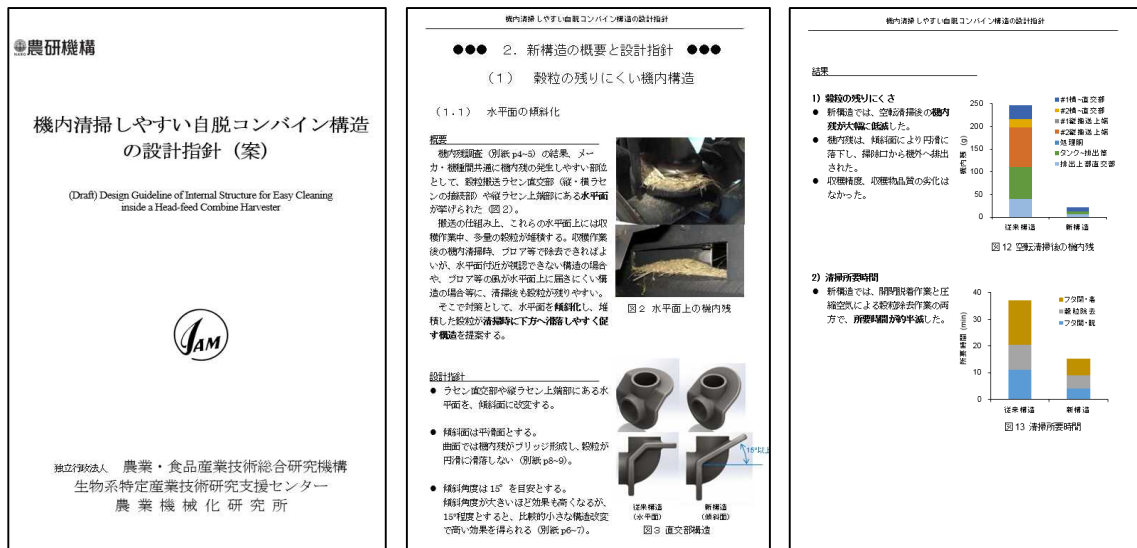 農研機構
機内清掃しやすい自脱コンバイン構造
の設計指針（案）
(Draft) Design Guideline of Internal Structure for Easy Cleaning
inside a Head-feed Combine Harvester
IAM
独立行政法人 農業・食品産業技術総合研究機構
生物系特定産業技術研究支援センター
農業機械化研究所
機内清掃しやすい自脱コンバイン構造の設計指針
●●● 2．新構造の概要と設計指針 ●●●
（1） 穀粒の残りにくい機内構造
（1.1） 水平面の傾斜化
概要
機内残調査（別紙 p4~5）の結果、メー
カ・機種間共通に機内残の発生しやすい部位
として、穀粒搬送ラセン直交部（縦・横ラセ
ンの接続部）や縦ラセン上端部にある水平面
が挙げられた（図2）。
搬送の仕組み上、これらの水平面上には収
穫作業中、多量の穀粒が堆積する。収穫作業
後の機内清掃時、ブロア等で除去できればよ
いが、水平面付近が視認できない構造の場合
や、ブロア等の風が水平面上に届きにくい構
造の場合等に、清掃後も穀粒が残りやすい。
そこで対策として、水平面を傾斜化し、堆
積した穀粒が清掃時に下方へ滑落しやすく促
す構造を提案する。
図2 水平面上の機内残
設計指針
● ラセン直交部や縦ラセン上端部にある水
平面を、傾斜面に改変する。
● 傾斜面は平滑面とする。
曲面では機内残がブリッジ形成し、穀粒が
円滑に滑落しない（別紙 p8~9）。
● 傾斜角度は15°を目安とする。
傾斜角度が大きいほど効果も高くなるが、
15°程度とすると、比較的小さな構造改変
で高い効果を得られる（別紙 p6~7）。
15°以上
従来構造
（水平面）
新構造
（傾斜面）
図3 直交部構造
機内清掃しやすい自脱コンバイン構造の設計指針
結果
1) 穀粒の残りにくさ
● 新構造では、空転清掃後の機内
残が大幅に低減した。
● 機内残は、傾斜面により円滑に
落下し、掃除口から機外へ排出
された。
● 収穫精度、収穫物品質の劣化は
なかった。
機内残 (g)
250
200
150
100
50
0
従来構造
新構造
#1横~直交部
#2横~直交部
#1縦搬送上端
#2縦搬送上端
処理胴
タンク~排出筒
排出上部直交部
図12 空転清掃後の機内残
2) 清掃所要時間
● 新構造では、開閉脱着作業と圧
縮空気による穀粒除去作業の両
方で、所要時間が約半減した。
所要時間 (min)
40
30
20
10
0
従来構造
新構造
フタ閉・着
穀粒除去
フタ開・脱
図13 清掃所要時間